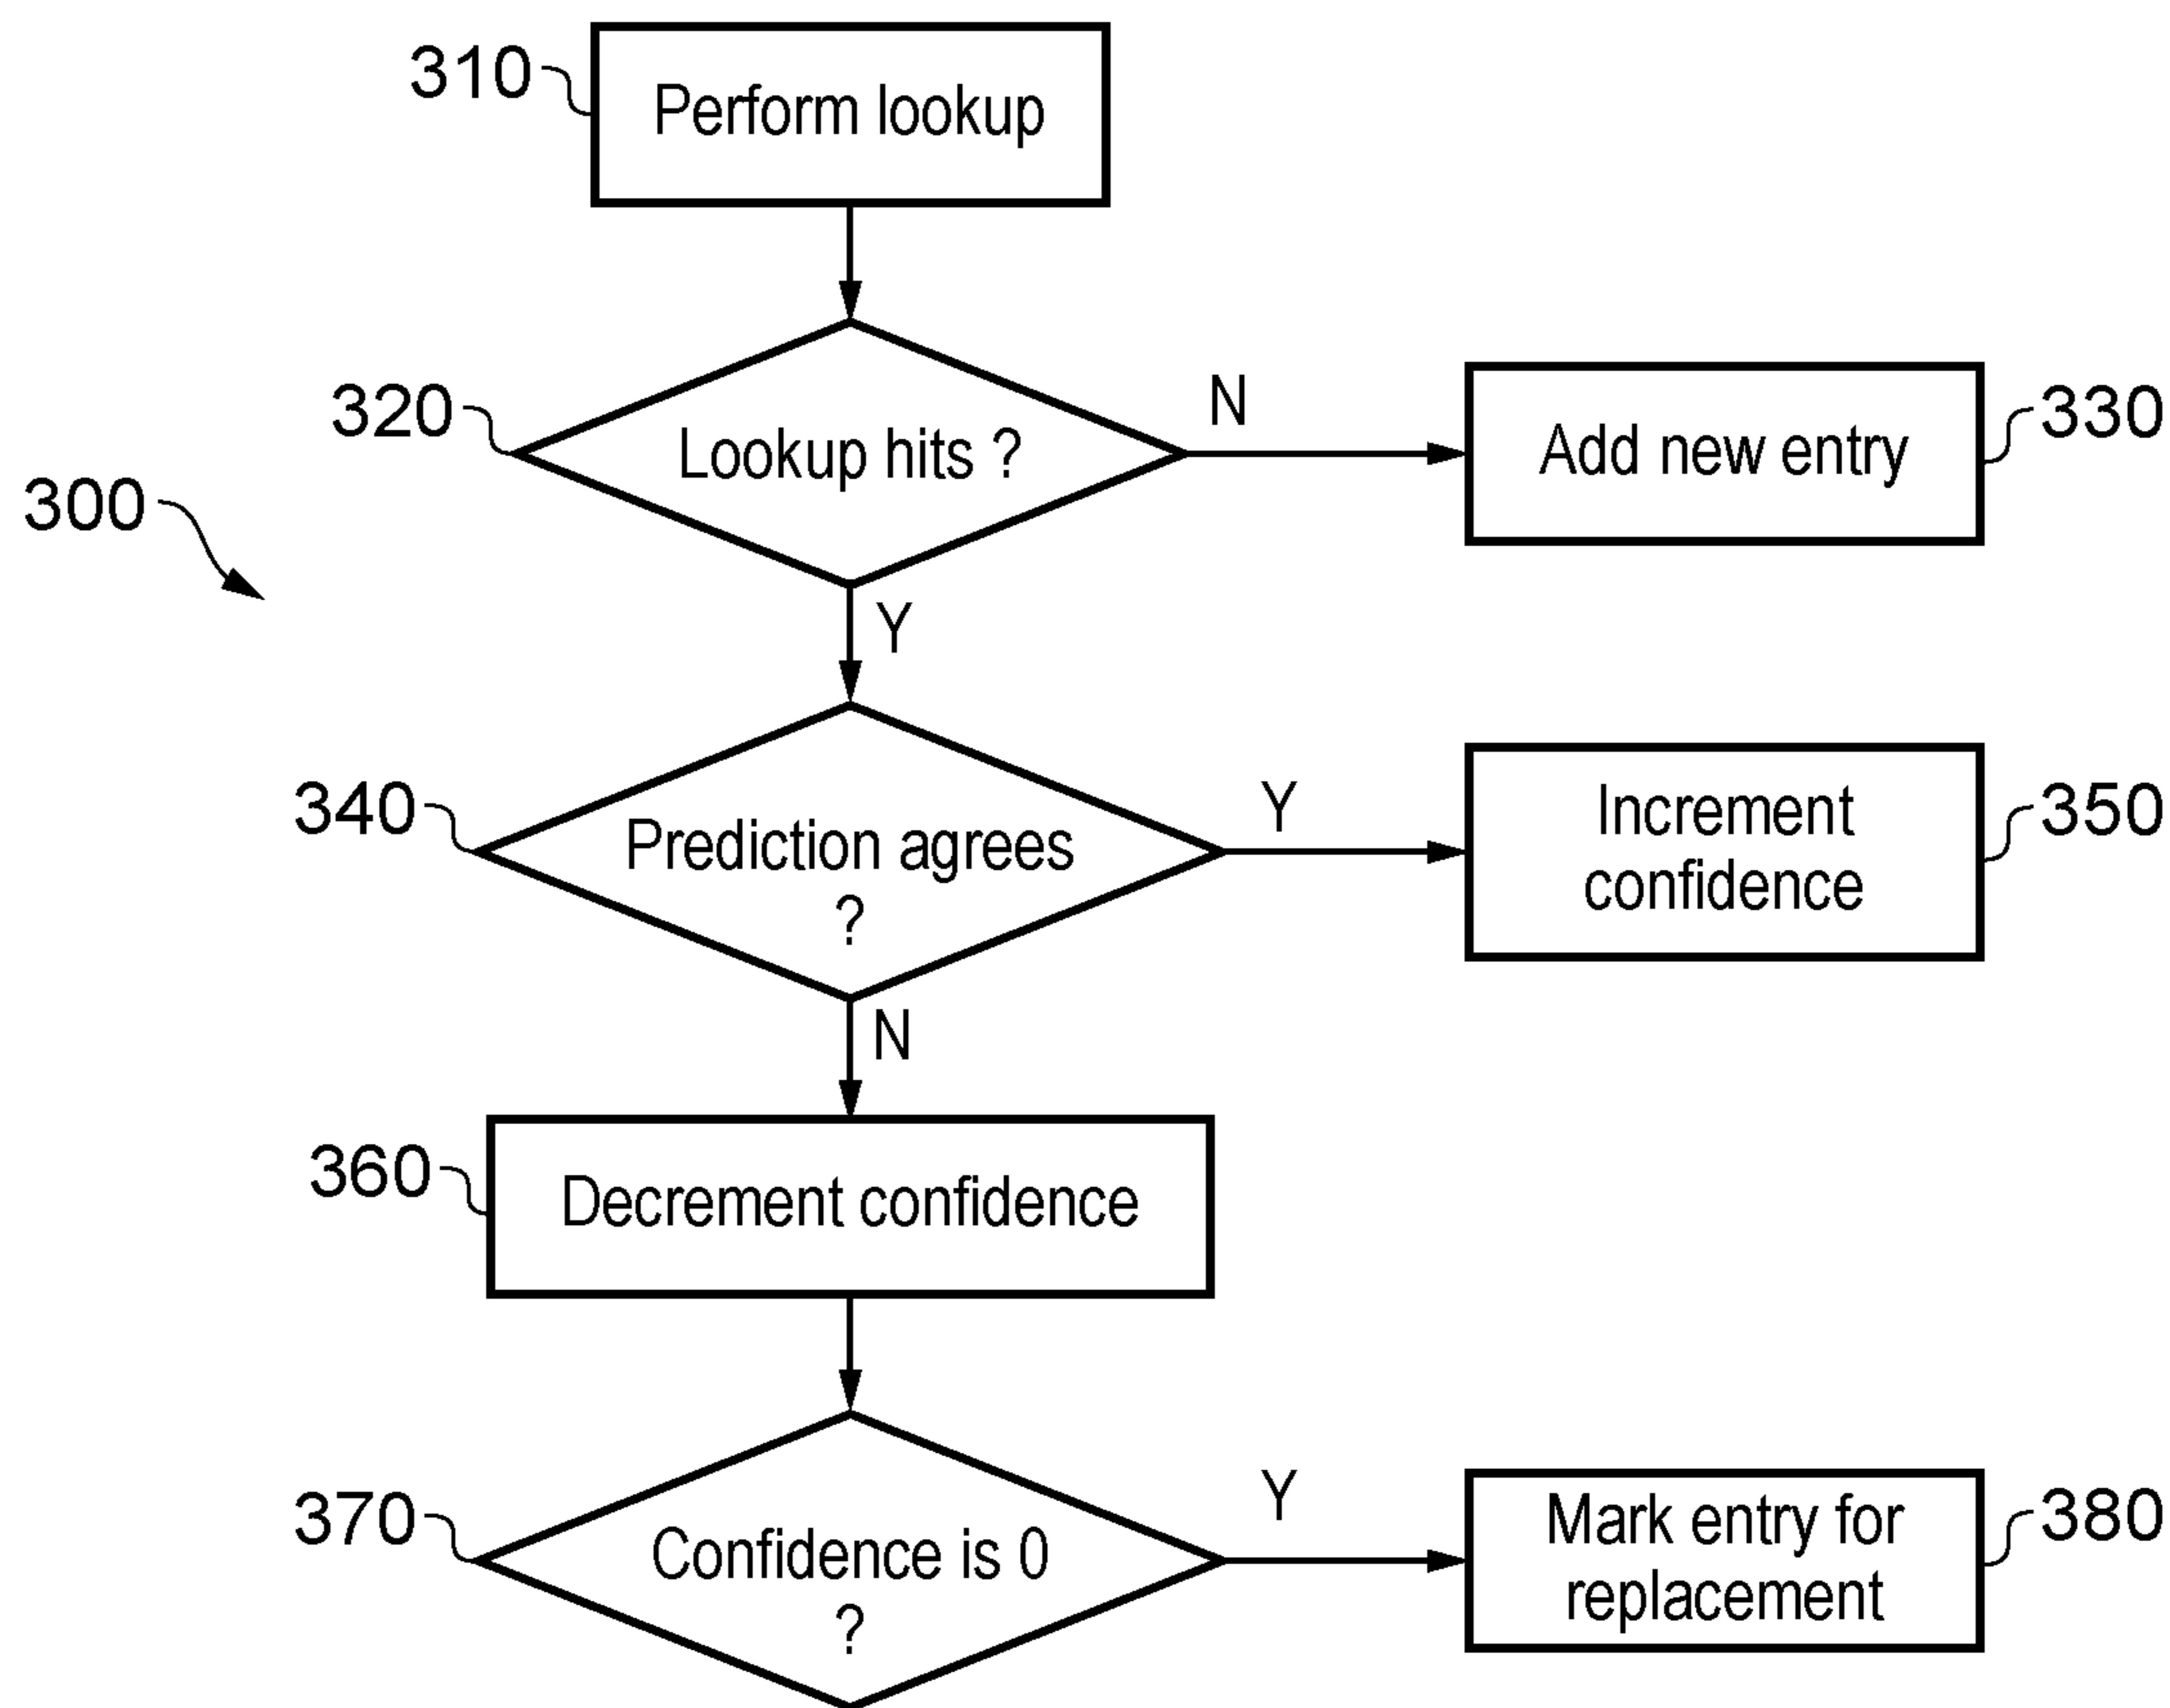 310
Perform lookup
320
Lookup hits ?
N
Add new entry
330
300
Y
340
Prediction agrees
?
Y
Increment
confidence
350
N
360
Decrement confidence
370
Confidence is 0
?
Y
Mark entry for
replacement
380